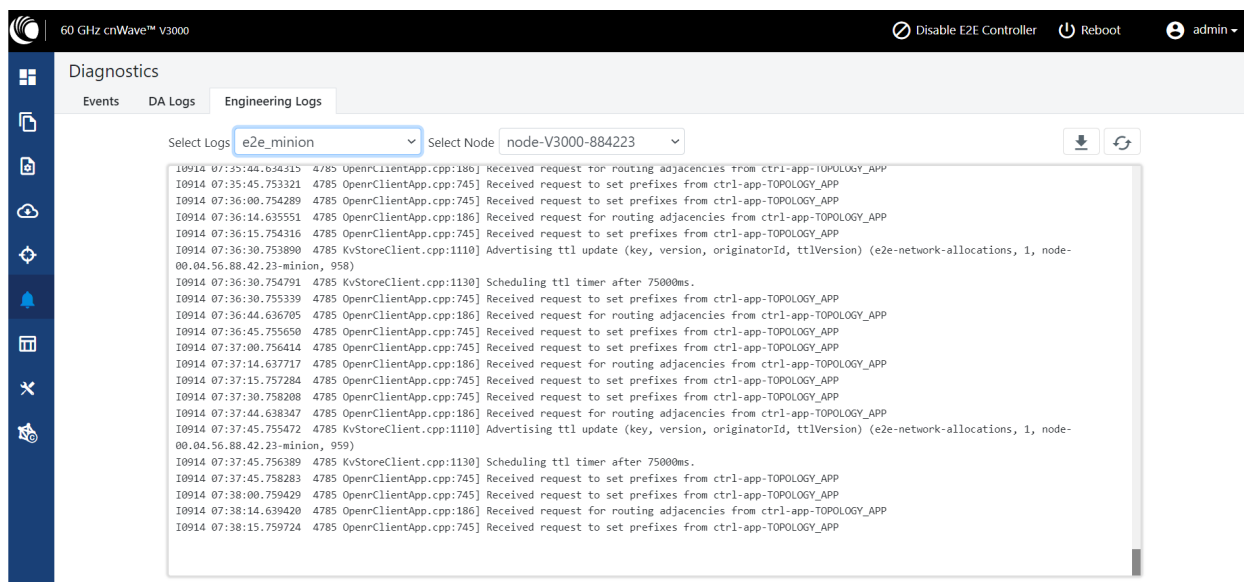 60 GHz cnWave™ V3000
Disable E2E Controller
Reboot
admin
Diagnostics
Events
DA Logs
Engineering Logs
Select Logs
e2e_minion
Select Node
node-V3000-884223
I0914 07:35:44.634315  4785 OpenrClientApp.cpp:186] Received request for routing adjacencies from ctrl-app-TOPOLOGY_APP
I0914 07:35:45.753321  4785 OpenrClientApp.cpp:745] Received request to set prefixes from ctrl-app-TOPOLOGY_APP
I0914 07:36:00.754289  4785 OpenrClientApp.cpp:745] Received request to set prefixes from ctrl-app-TOPOLOGY_APP
I0914 07:36:14.635551  4785 OpenrClientApp.cpp:186] Received request for routing adjacencies from ctrl-app-TOPOLOGY_APP
I0914 07:36:15.754316  4785 OpenrClientApp.cpp:745] Received request to set prefixes from ctrl-app-TOPOLOGY_APP
I0914 07:36:30.753890  4785 KvStoreClient.cpp:1110] Advertising ttl update (key, version, originatorId, ttlVersion) (e2e-network-allocations, 1, node-
00.04.56.88.42.23-minion, 958)
I0914 07:36:30.754791  4785 KvStoreClient.cpp:1130] Scheduling ttl timer after 75000ms.
I0914 07:36:30.755339  4785 OpenrClientApp.cpp:745] Received request to set prefixes from ctrl-app-TOPOLOGY_APP
I0914 07:36:44.636705  4785 OpenrClientApp.cpp:186] Received request for routing adjacencies from ctrl-app-TOPOLOGY_APP
I0914 07:36:45.755650  4785 OpenrClientApp.cpp:745] Received request to set prefixes from ctrl-app-TOPOLOGY_APP
I0914 07:37:00.756414  4785 OpenrClientApp.cpp:745] Received request to set prefixes from ctrl-app-TOPOLOGY_APP
I0914 07:37:14.637717  4785 OpenrClientApp.cpp:186] Received request for routing adjacencies from ctrl-app-TOPOLOGY_APP
I0914 07:37:15.757284  4785 OpenrClientApp.cpp:745] Received request to set prefixes from ctrl-app-TOPOLOGY_APP
I0914 07:37:30.758208  4785 OpenrClientApp.cpp:745] Received request to set prefixes from ctrl-app-TOPOLOGY_APP
I0914 07:37:44.638347  4785 OpenrClientApp.cpp:186] Received request for routing adjacencies from ctrl-app-TOPOLOGY_APP
I0914 07:37:45.755472  4785 KvStoreClient.cpp:1110] Advertising ttl update (key, version, originatorId, ttlVersion) (e2e-network-allocations, 1, node-
00.04.56.88.42.23-minion, 959)
I0914 07:37:45.756389  4785 KvStoreClient.cpp:1130] Scheduling ttl timer after 75000ms.
I0914 07:37:45.758283  4785 OpenrClientApp.cpp:745] Received request to set prefixes from ctrl-app-TOPOLOGY_APP
I0914 07:38:00.759429  4785 OpenrClientApp.cpp:745] Received request to set prefixes from ctrl-app-TOPOLOGY_APP
I0914 07:38:14.639420  4785 OpenrClientApp.cpp:186] Received request for routing adjacencies from ctrl-app-TOPOLOGY_APP
I0914 07:38:15.759724  4785 OpenrClientApp.cpp:745] Received request to set prefixes from ctrl-app-TOPOLOGY_APP